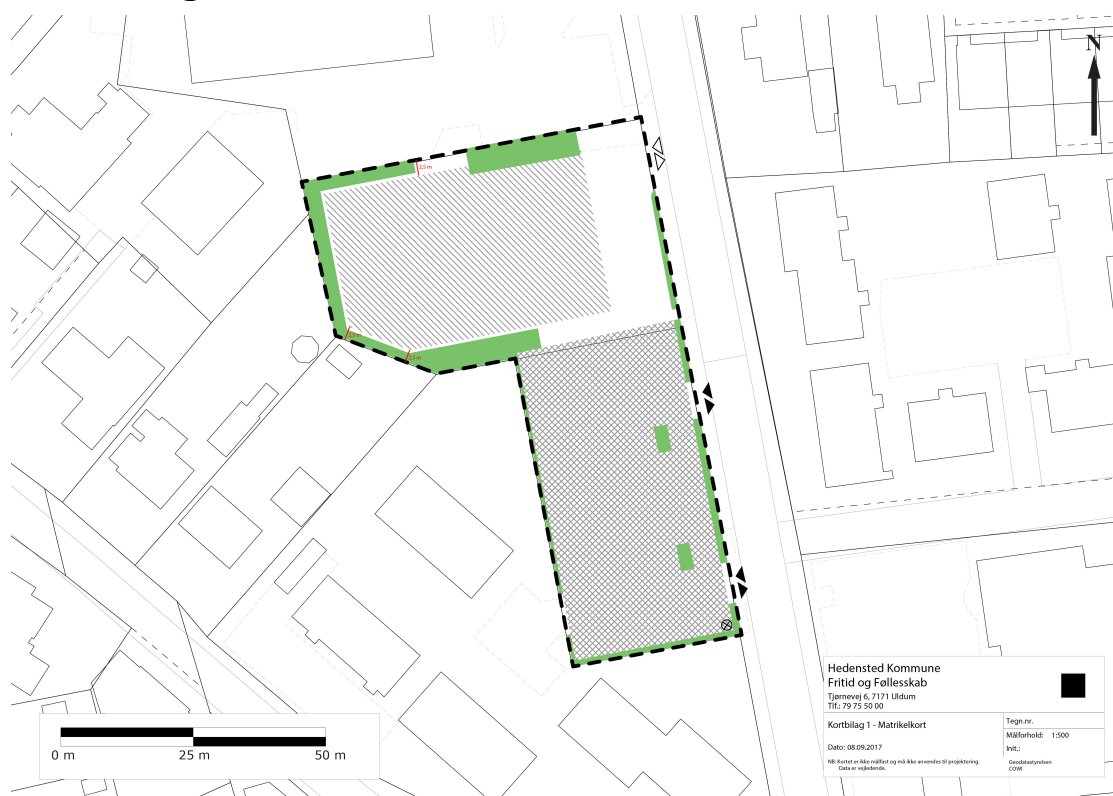 N
2,5 m
2,5 m
2,5 m
0 m
25 m
50 m
Hedensted Kommune
Fritid og Føllesskab
Tjørnevej 6, 7171 Uldum
Tlf.: 79 75 50 00
Kortbilag 1 - Matrikelkort
Tegn.nr.
Målforhold: 1:500
Dato: 08.09.2017
Init.:
NB: Kortet er ikke målfast og må ikke anvendes til projektering.
Data er vejledende.
Geodatastyrelsen
COWI